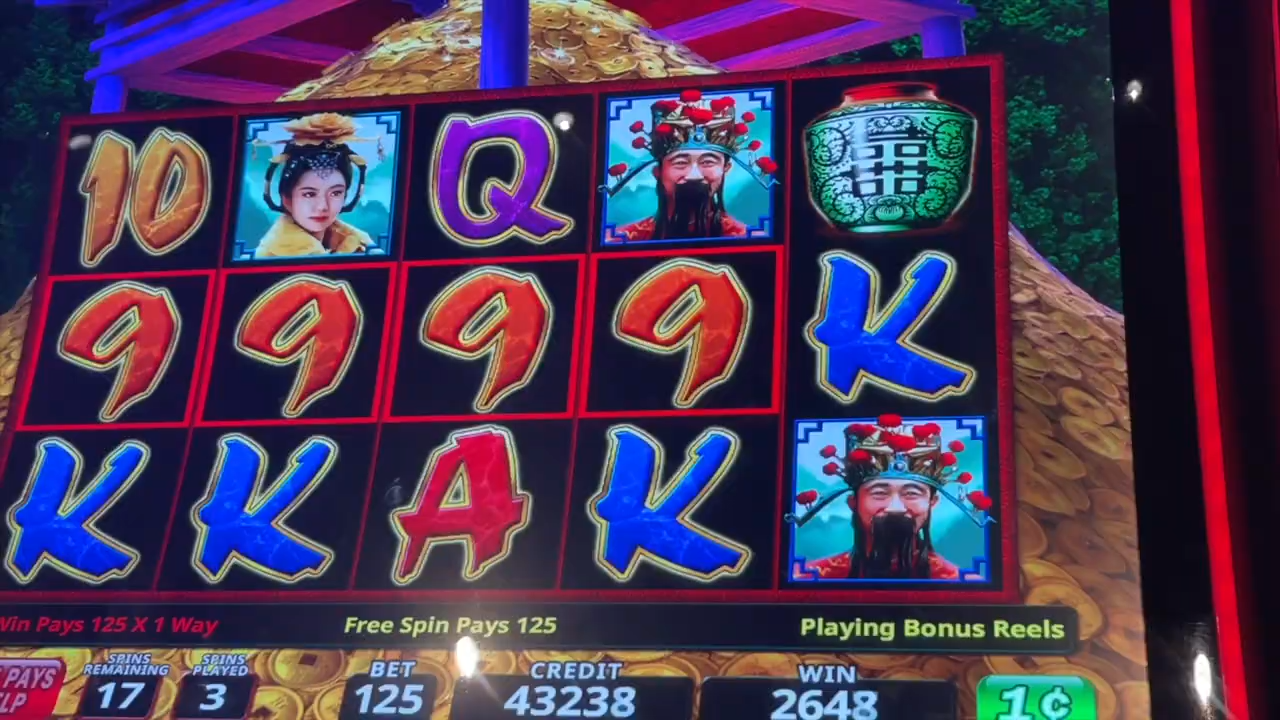 10 Q
9 9 9 9 K
K K A K
Win Pays 125 X 1 Way Free Spin Pays 125 Playing Bonus Reels
PAYS SPINS REMAINING 17 SPINS PLAYED 3 BET 125 CREDIT 43238 WIN 2648 1¢